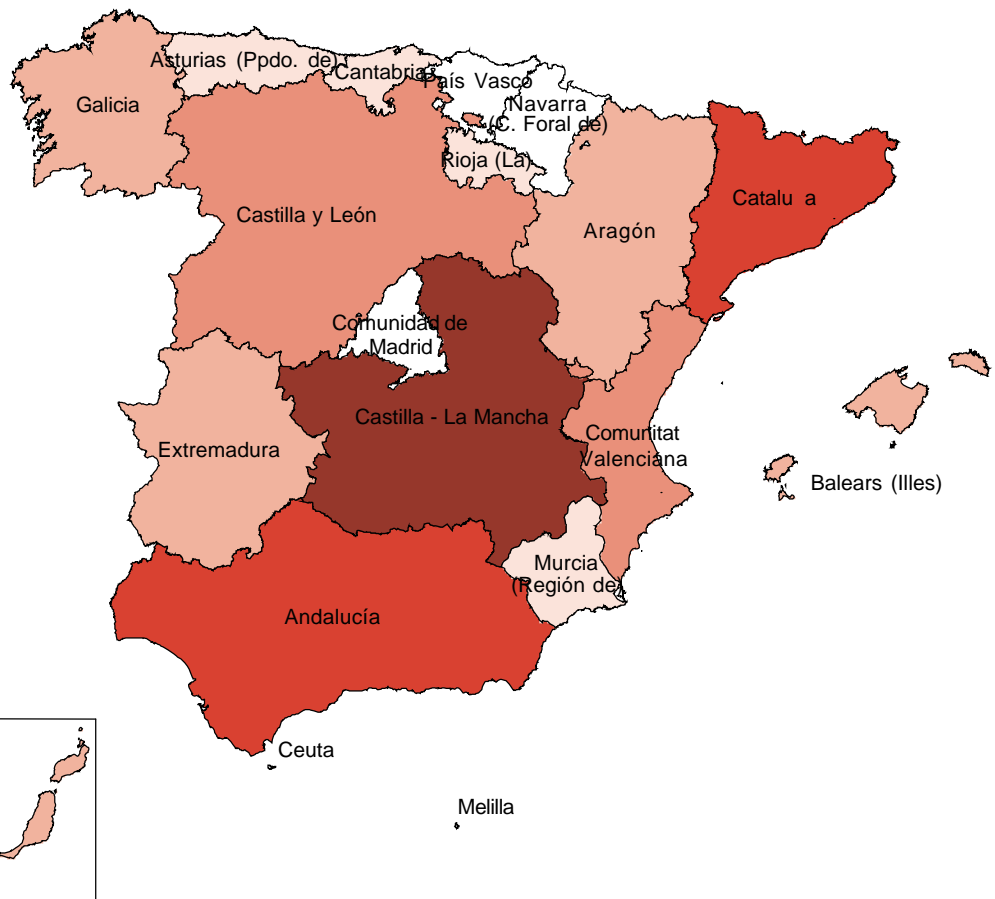 Asturias (Ppdo. de)
Cantabria
País Vasco
Galicia
Navarra
(C. Foral de)
Rioja (La)
Catalu a
Castilla y León
Aragón
Comunidad de
Madrid
Castilla - La Mancha
Comunitat
Valenciana
Extremadura
Balears (Illes)
Murcia
(Región de)
Andalucía
Ceuta
Melilla